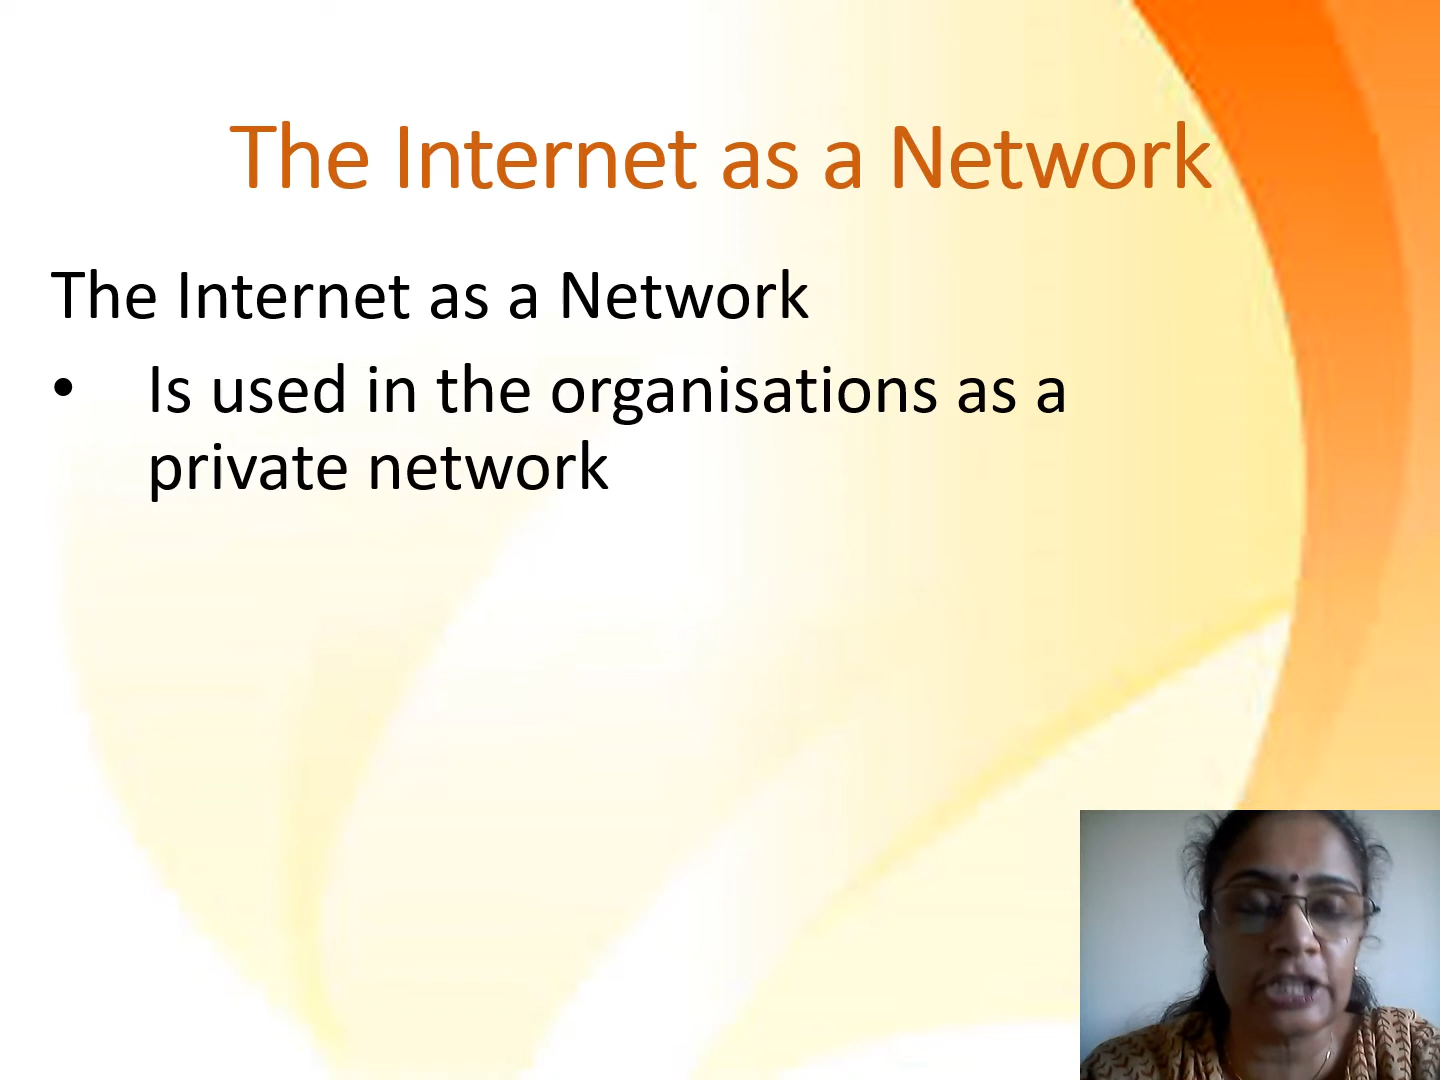 The Internet as a Network
The Internet as a Network
• Is used in the organisations as a
private network